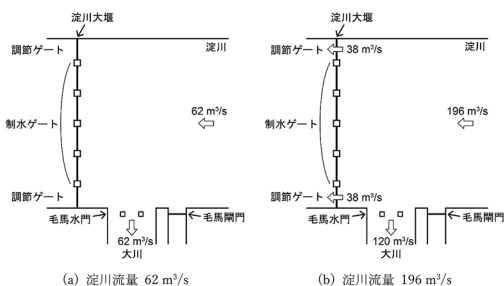 淀川大堰
淀川
調節ゲート
制水ゲート
62 m³/s
調節ゲート
毛馬水門
毛馬閘門
62 m³/s
大川
(a) 淀川流量 62 m³/s
淀川大堰
淀川
調節ゲート
38 m³/s
制水ゲート
196 m³/s
調節ゲート
38 m³/s
毛馬水門
毛馬閘門
120 m³/s
大川
(b) 淀川流量 196 m³/s